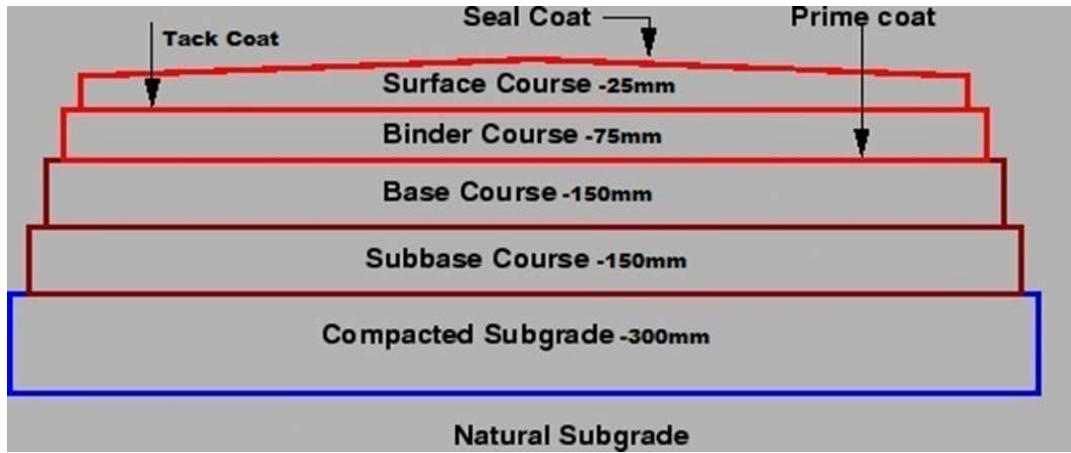 Seal Coat
Prime coat
Tack Coat
Surface Course -25mm
Binder Course -75mm
Base Course -150mm
Subbase Course -150mm
Compacted Subgrade -300mm
Natural Subgrade